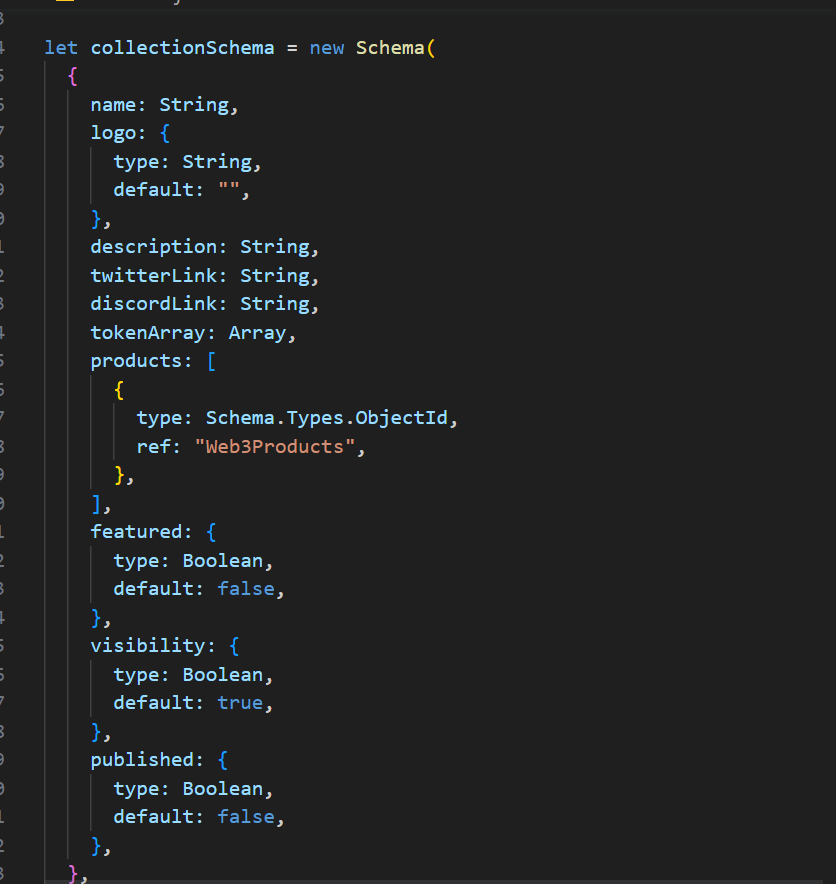 let collectionSchema = new Schema(
{
name: String,
logo: {
type: String,
default: "",
},
description: String,
twitterLink: String,
discordLink: String,
tokenArray: Array,
products: [
{
type: Schema.Types.ObjectId,
ref: "Web3Products",
},
],
featured: {
type: Boolean,
default: false,
},
visibility: {
type: Boolean,
default: true,
},
published: {
type: Boolean,
default: false,
},
},